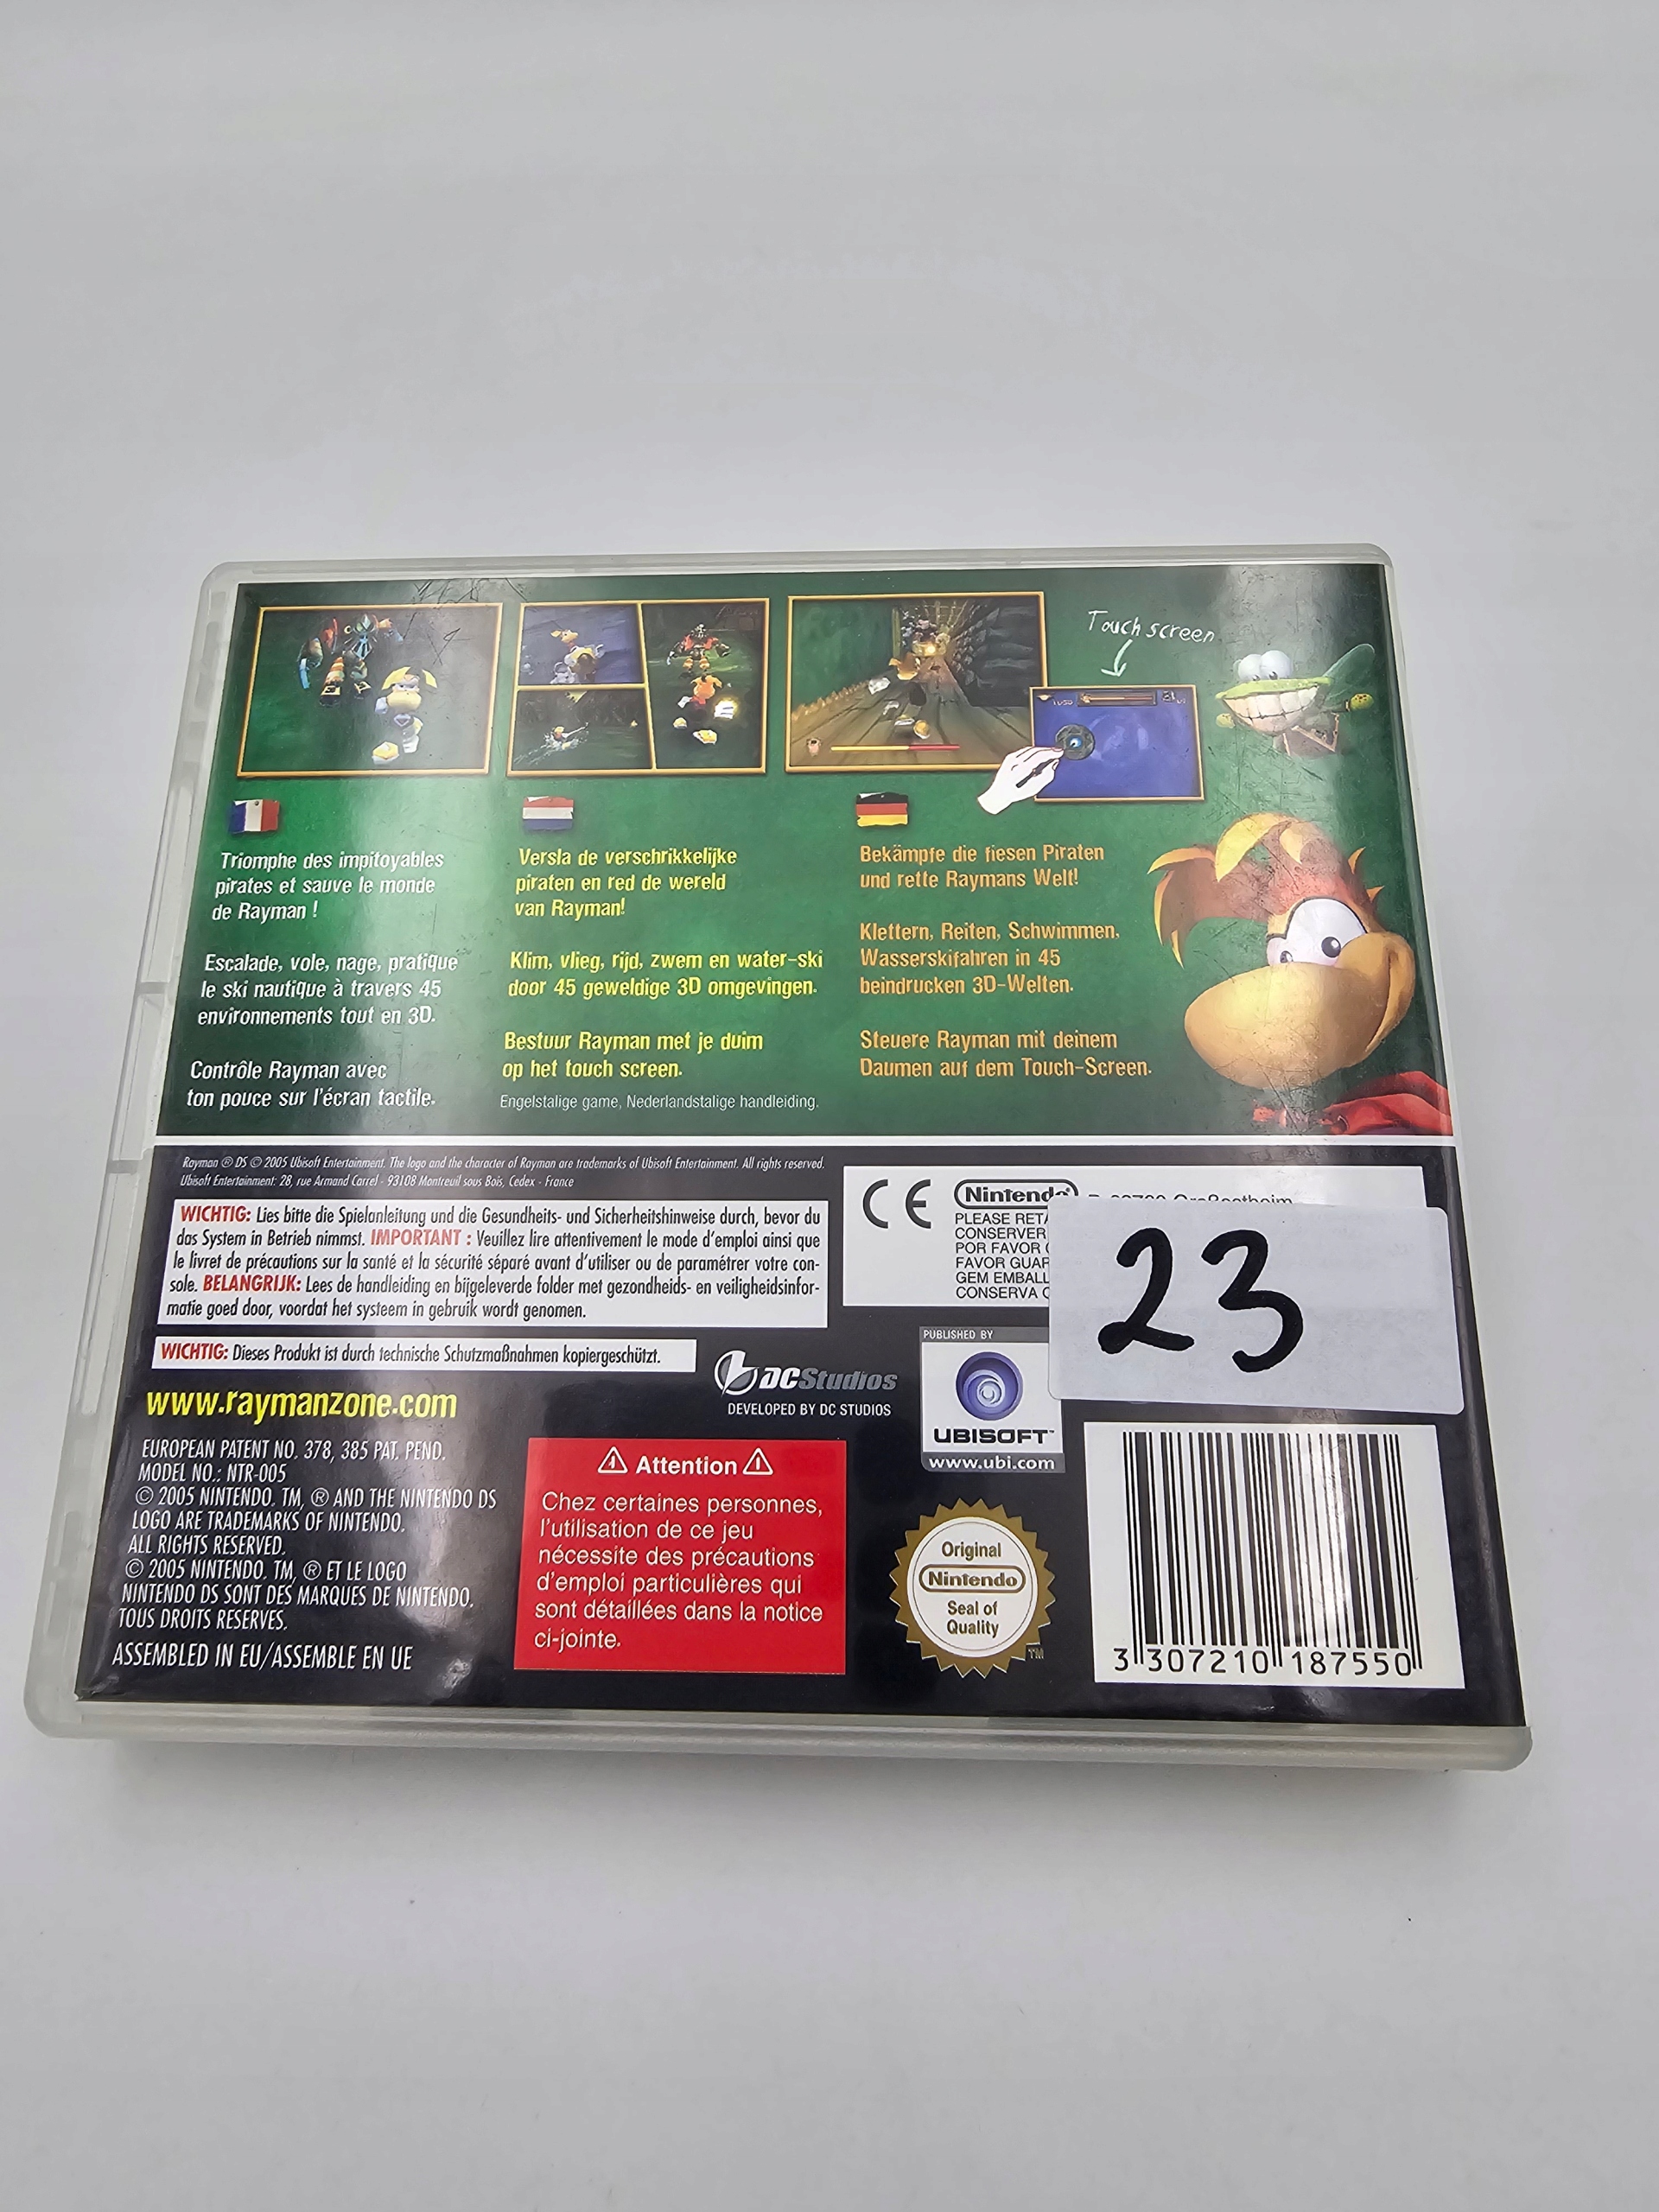 Touch screen
Triomphe des impitoyables
pirates et sauve le monde
de Rayman !
Escalade, vole, nage, pratique
le ski nautique à travers 45
environnements tout en 3D.
Contrôle Rayman avec
ton pouce sur l'écran tactile.
Versla de verschrikkelijke
piraten en red de wereld
van Rayman!
Klim, vlieg, rijd, zwem en water-ski
door 45 geweldige 3D omgevingen.
Bestuur Rayman met je duim
op het touch screen.
Engelstalige game, Nederlandstalige handleiding.
Bekämpfe die fiesen Piraten
und rette Raymans Welt!
Klettern, Reiten, Schwimmen,
Wasserskifahren in 45
beindrucken 3D-Welten.
Steuere Rayman mit deinem
Daumen auf dem Touch-Screen.
Rayman ® DS © 2005 Ubisoft Entertainment. The logo and the character of Rayman are trademarks of Ubisoft Entertainment. All rights reserved.
Ubisoft Entertainment: 28, rue Armand Carrel - 93108 Montreuil sous Bois, Cedex - France
WICHTIG: Lies bitte die Spielanleitung und die Gesundheits- und Sicherheitshinweise durch, bevor du
das System in Betrieb nimmst. IMPORTANT : Veuillez lire attentivement le mode d'emploi ainsi que
le livret de précautions sur la santé et la sécurité séparé avant d'utiliser ou de paramétrer votre con-
sole. BELANGRIJK: Lees de handleiding en bijgeleverde folder met gezondheids- en veiligheidsinfor-
matie goed door, voordat het systeem in gebruik wordt genomen.
WICHTIG: Dieses Produkt ist durch technische Schutzmaßnahmen kopiergeschützt.
www.raymanzone.com
EUROPEAN PATENT NO. 378, 385 PAT. PEND.
MODEL NO.: NTR-005
© 2005 NINTENDO. TM, ® AND THE NINTENDO DS
LOGO ARE TRADEMARKS OF NINTENDO.
ALL RIGHTS RESERVED.
© 2005 NINTENDO. TM, ® ET LE LOGO
NINTENDO DS SONT DES MARQUES DE NINTENDO.
TOUS DROITS RESERVES.
ASSEMBLED IN EU/ASSEMBLE EN UE
DC Studios
DEVELOPED BY DC STUDIOS
Attention
Chez certaines personnes,
l'utilisation de ce jeu
nécessite des précautions
d'emploi particulières qui
sont détaillées dans la notice
ci-jointe.
CE
Nintendo
PLEASE
CONSERVER
POR FAVOR
FAVOR
GEM
CONSERVA
23
PUBLISHED BY
UBISOFT™
www.ubi.com
Original
Nintendo
Seal of
Quality
TM
3 307210 187550